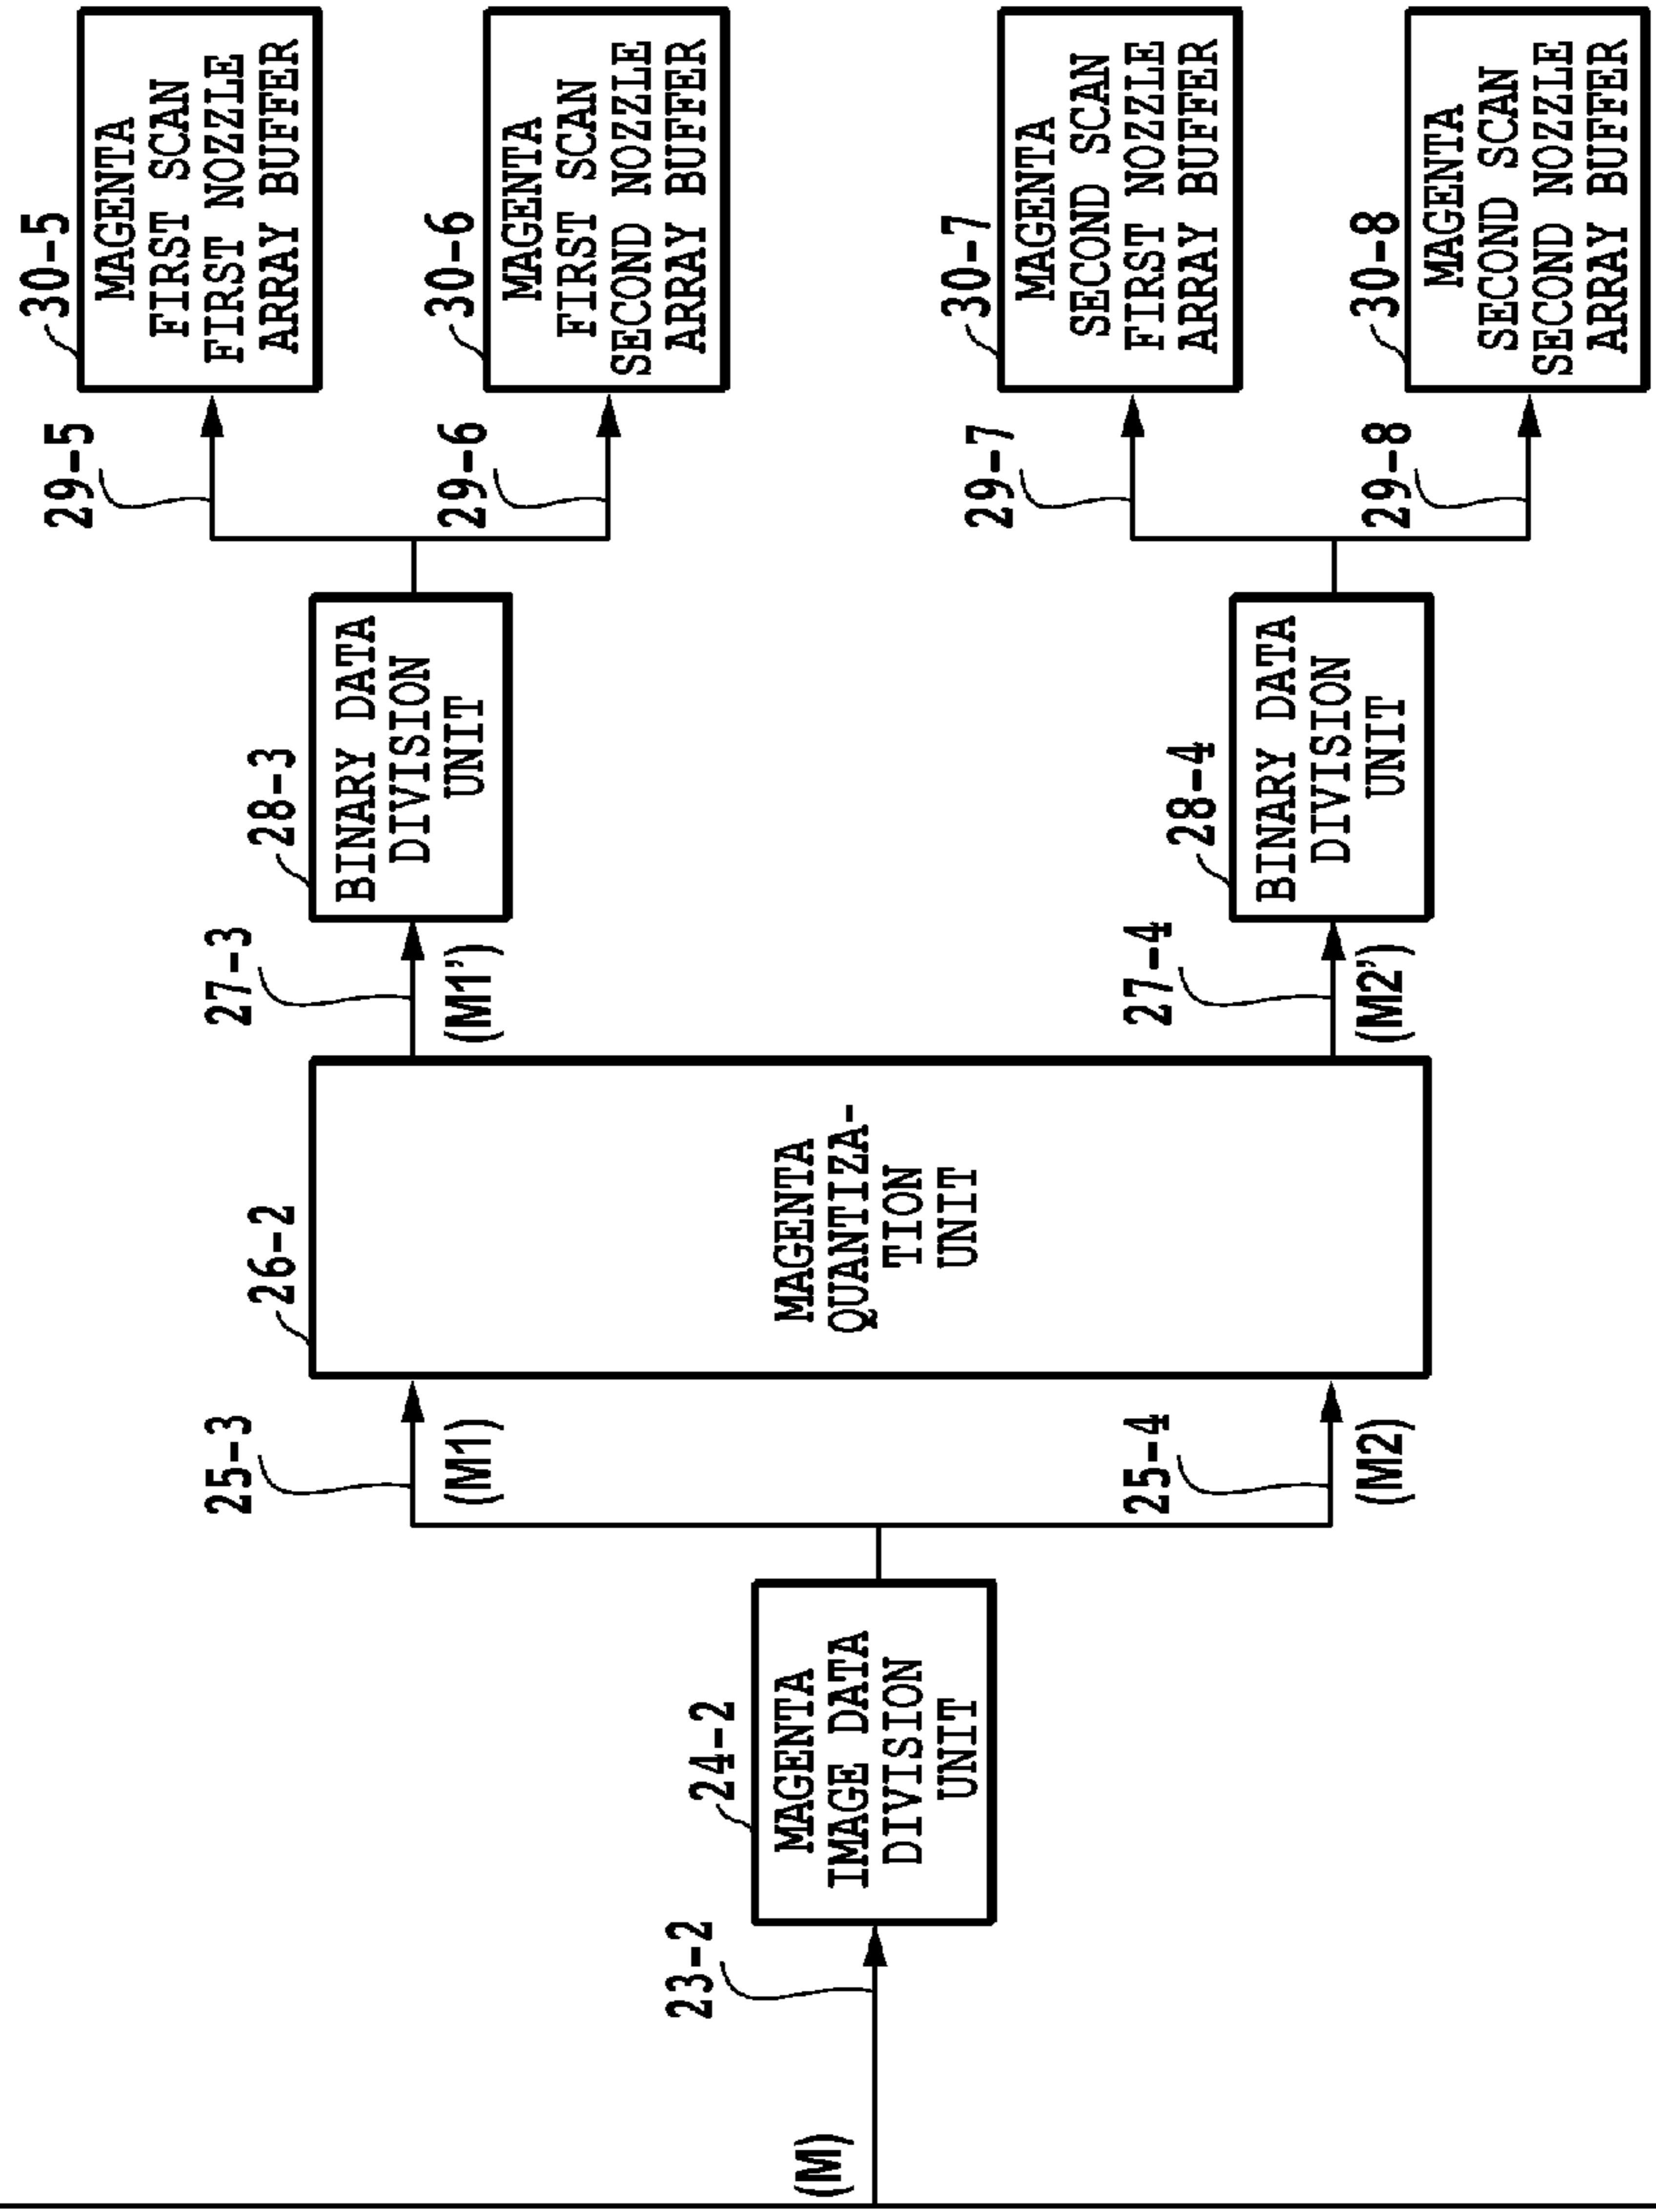 (M)
23-2
24-2
MAGENTA
IMAGE DATA
DIVISION
UNIT
25-3
(M1)
25-4
(M2)
26-2
MAGENTA
QUANTIZA-
TION
UNIT
27-3
(M1')
27-4
(M2')
28-3
BINARY DATA
DIVISION
UNIT
28-4
BINARY DATA
DIVISION
UNIT
29-5
29-6
29-7
29-8
30-5
MAGENTA
FIRST SCAN
FIRST NOZZLE
ARRAY BUFFER
30-6
MAGENTA
FIRST SCAN
SECOND NOZZLE
ARRAY BUFFER
30-7
MAGENTA
SECOND SCAN
FIRST NOZZLE
ARRAY BUFFER
30-8
MAGENTA
SECOND SCAN
SECOND NOZZLE
ARRAY BUFFER